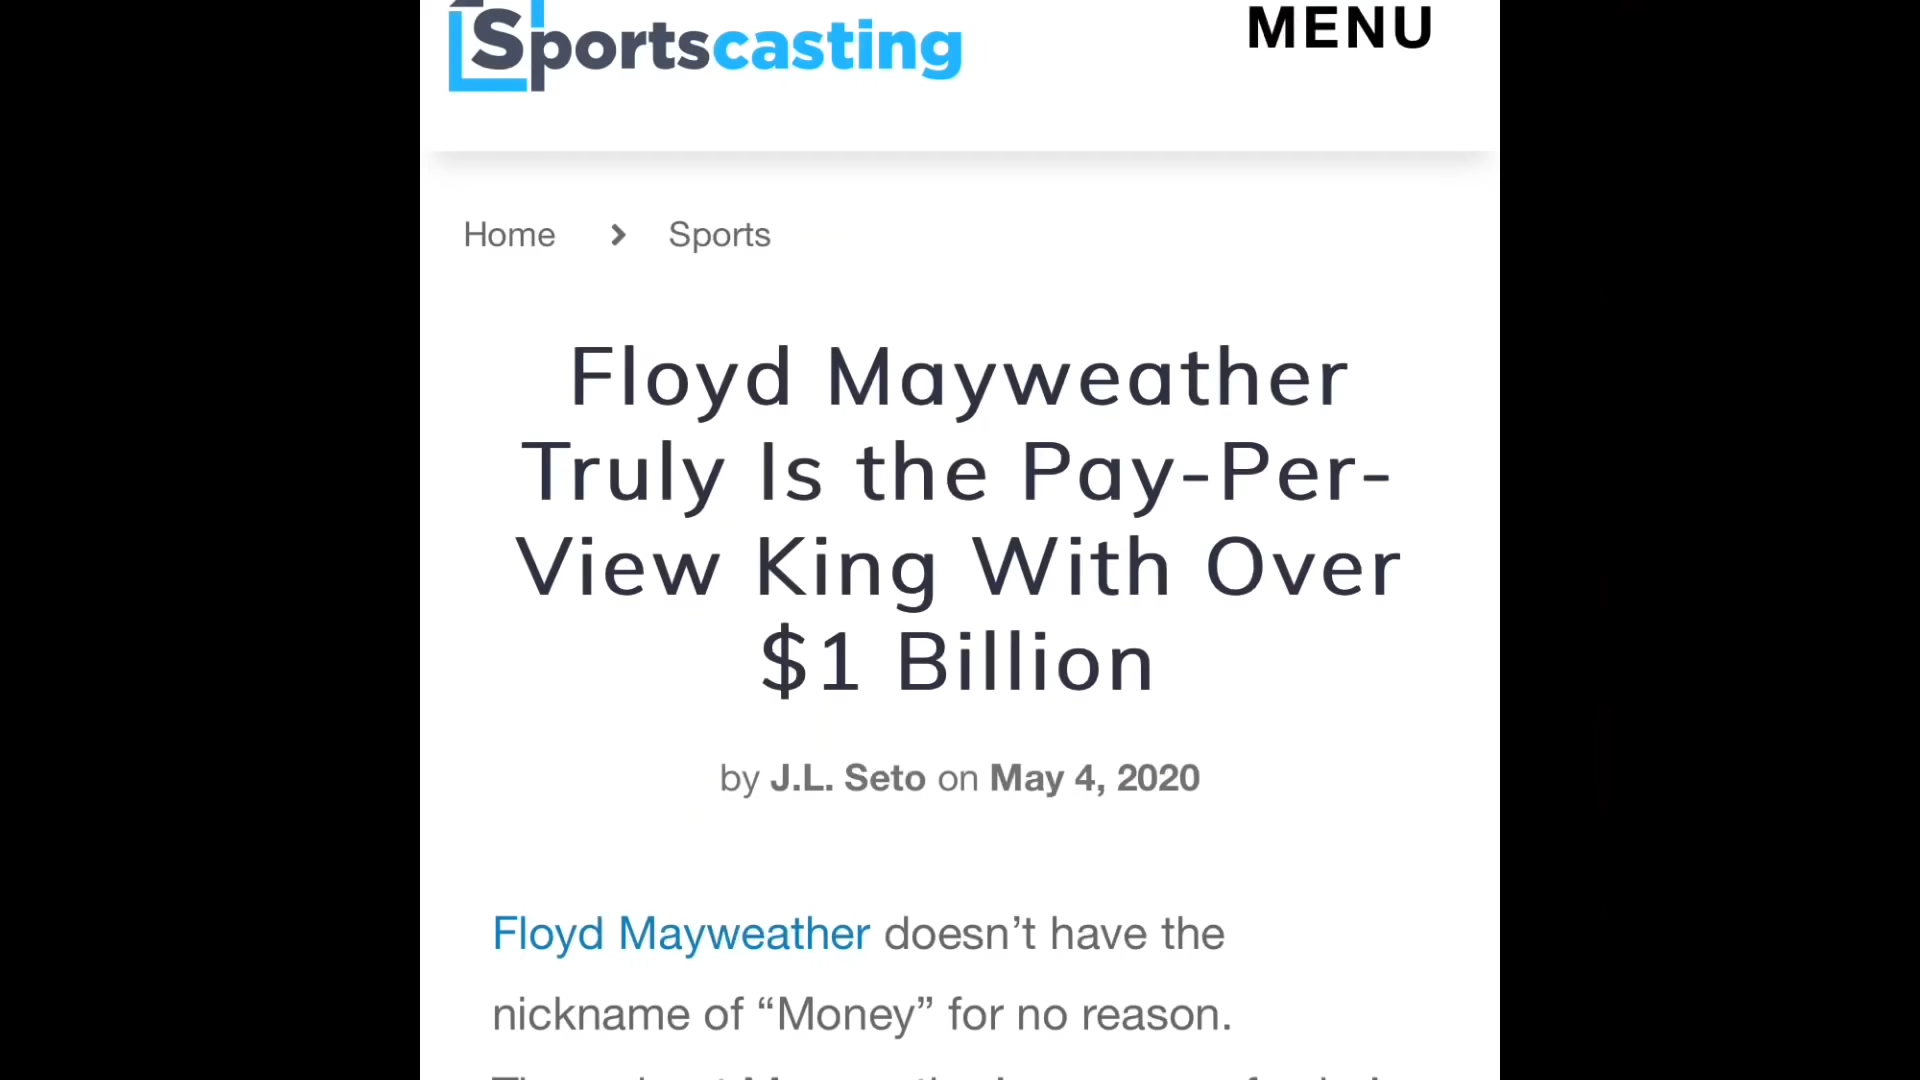 Sportscasting
MENU
Home > Sports
Floyd Mayweather
Truly Is the Pay-Per-
View King With Over
$1 Billion
by J.L. Seto on May 4, 2020
Floyd Mayweather doesn’t have the
nickname of “Money” for no reason.